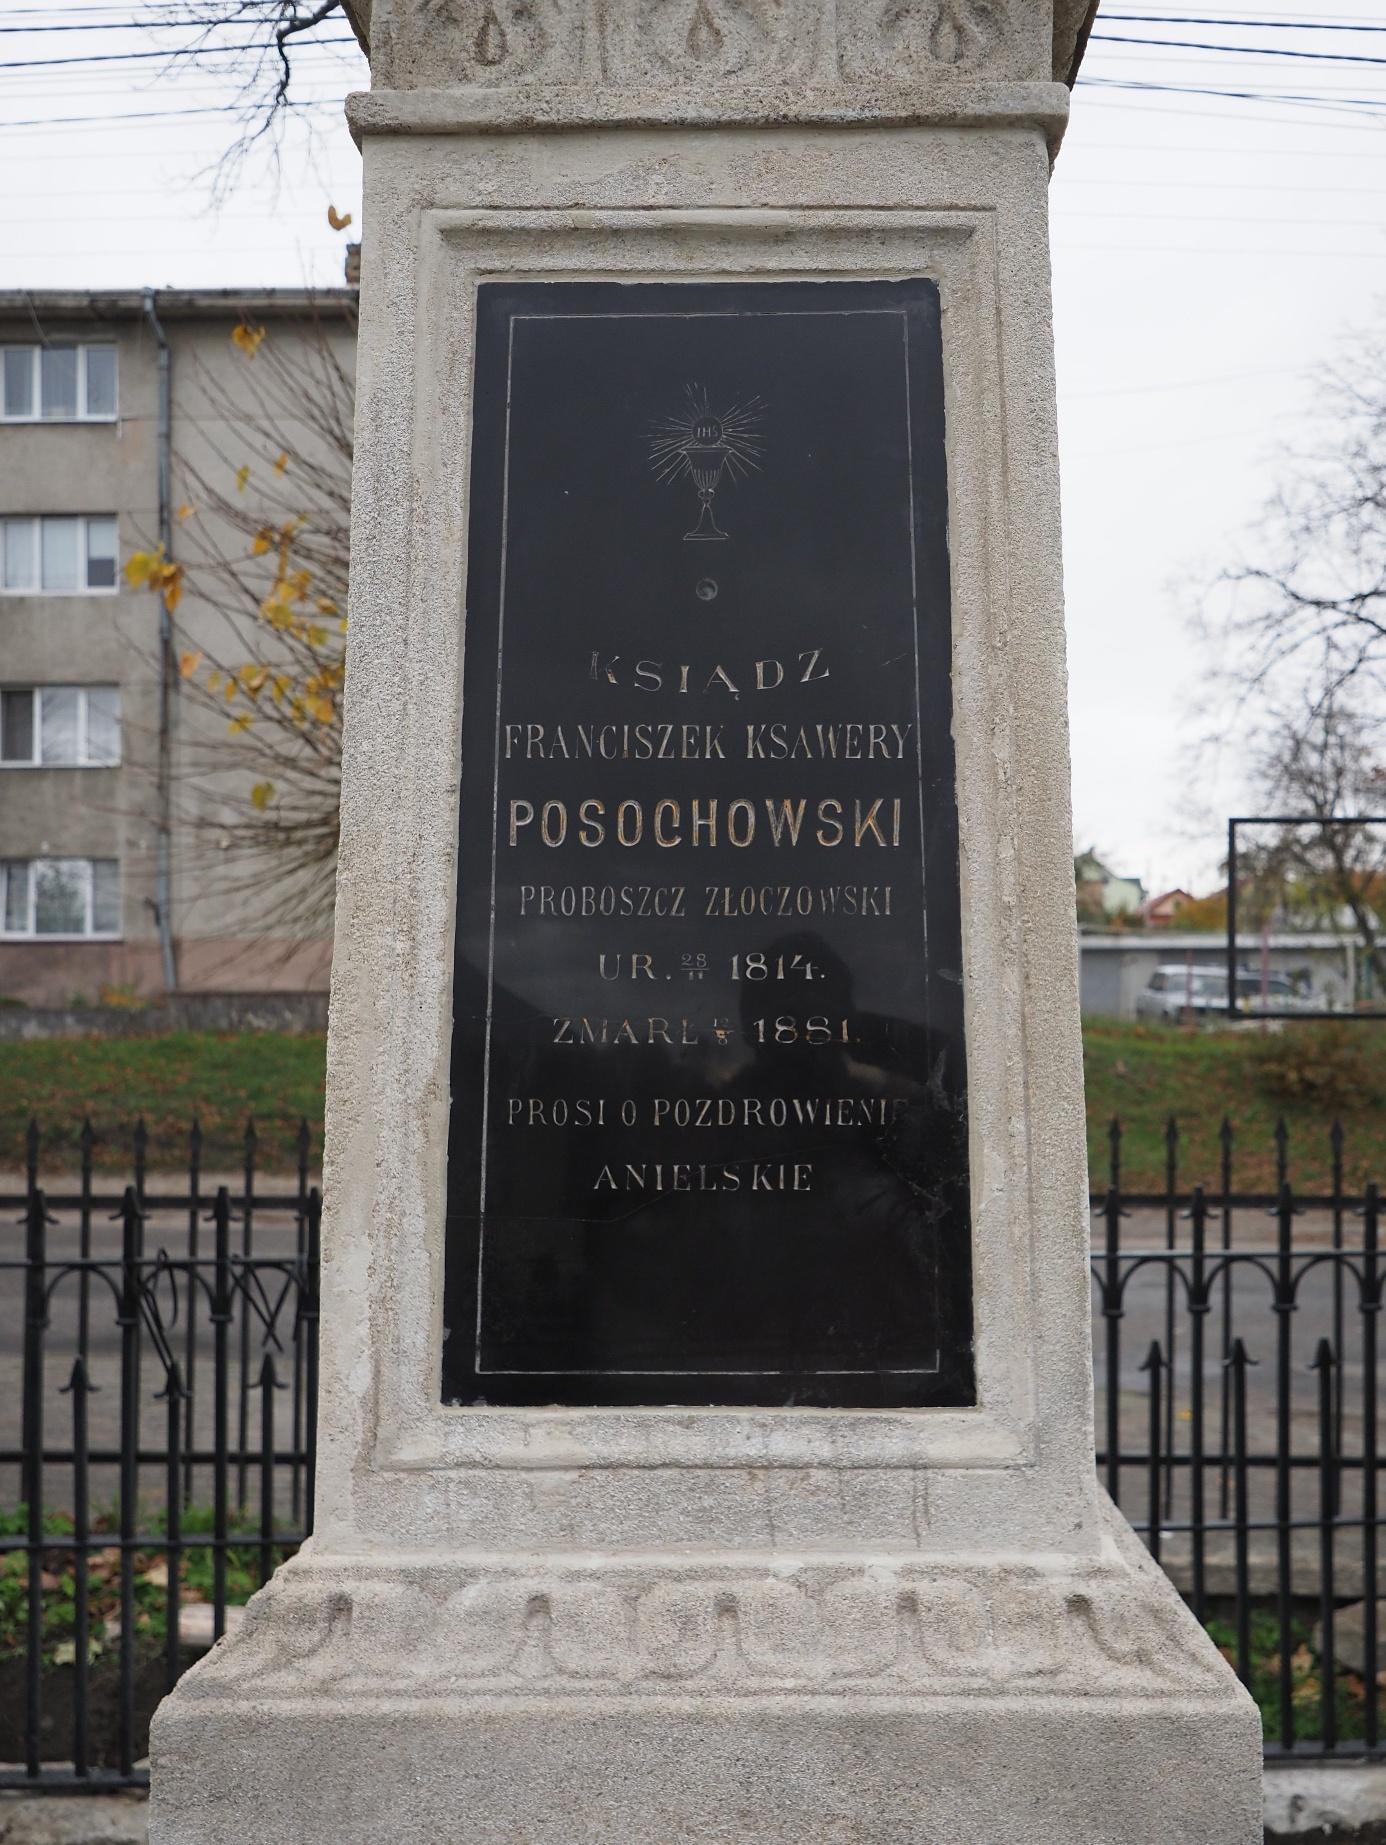 IHS
KSIĄDZ
FRANCISZEK KSAWERY
POSOCHOWSKI
PROBOSZCZ ZŁOCZOWSKI
UR. 28/11 1814.
ZMARŁ 1881.
PROSI O POZDROWIENIE
ANIELSKIE